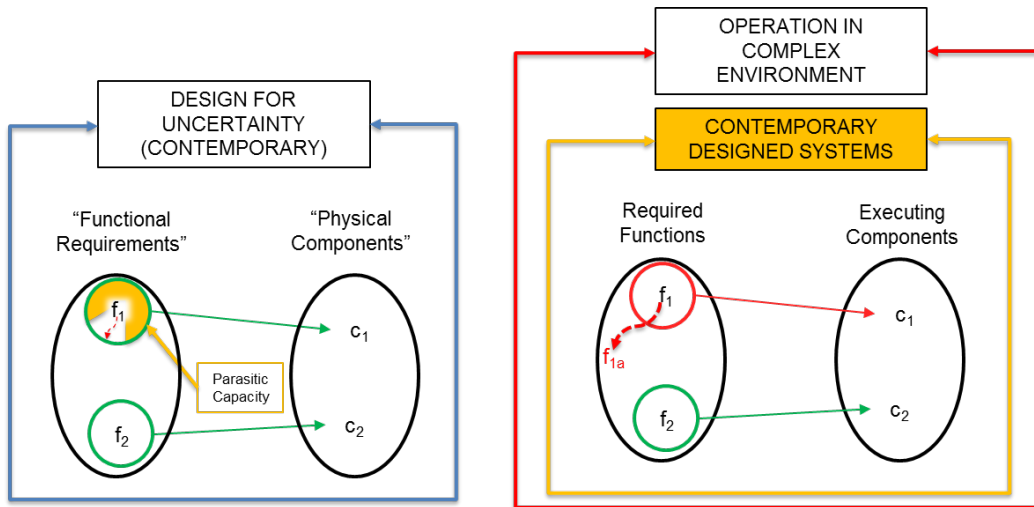 DESIGN FOR
UNCERTAINTY
(CONTEMPORARY)
“Functional
Requirements”
“Physical
Components”
f1
c1
Parasitic
Capacity
f2
c2
OPERATION IN
COMPLEX
ENVIRONMENT
CONTEMPORARY
DESIGNED SYSTEMS
Required
Functions
Executing
Components
f1
c1
f1a
f2
c2